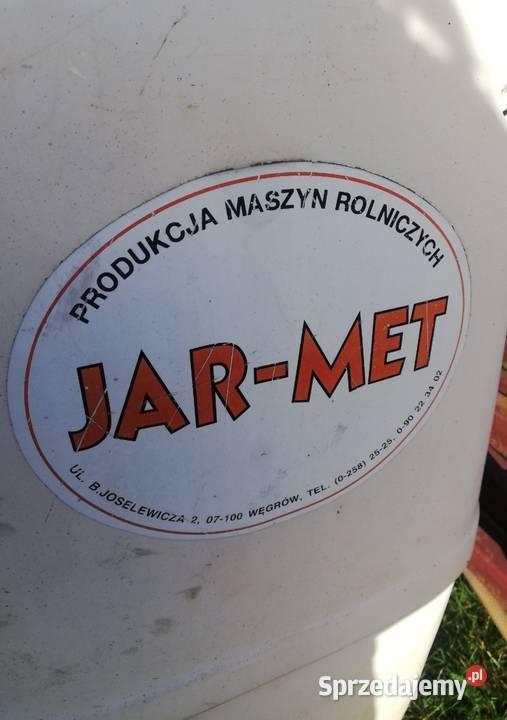 PRODUKCJA MASZYN ROLNICZYCH
JAR-MET
UL. B.JOSELEWICZA 2, 07-100 WĘGRÓW, TEL. (0-258) 25-25, 0-90 22 34 02
Sprzedajemy.pl